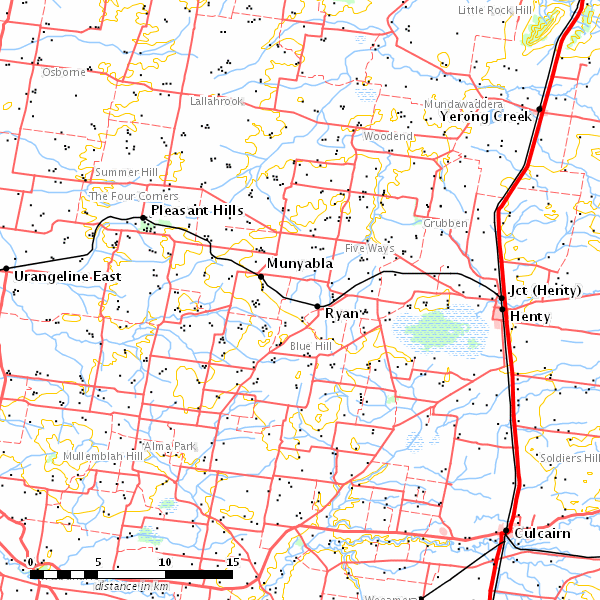 Little Rock Hill
Osborne
Lallahrook
Mundawaddera
Yerong Creek
Woodend
Summer Hill
The Four Corners
Pleasant Hills
Grubben
Five Ways
Munyabla
Urangeline East
Jct (Henty)
Ryan
Henty
Blue Hill
Alma Park
Mullemblah Hill
Soldiers Hill
Culcairn
0 5 10 15
distance in km